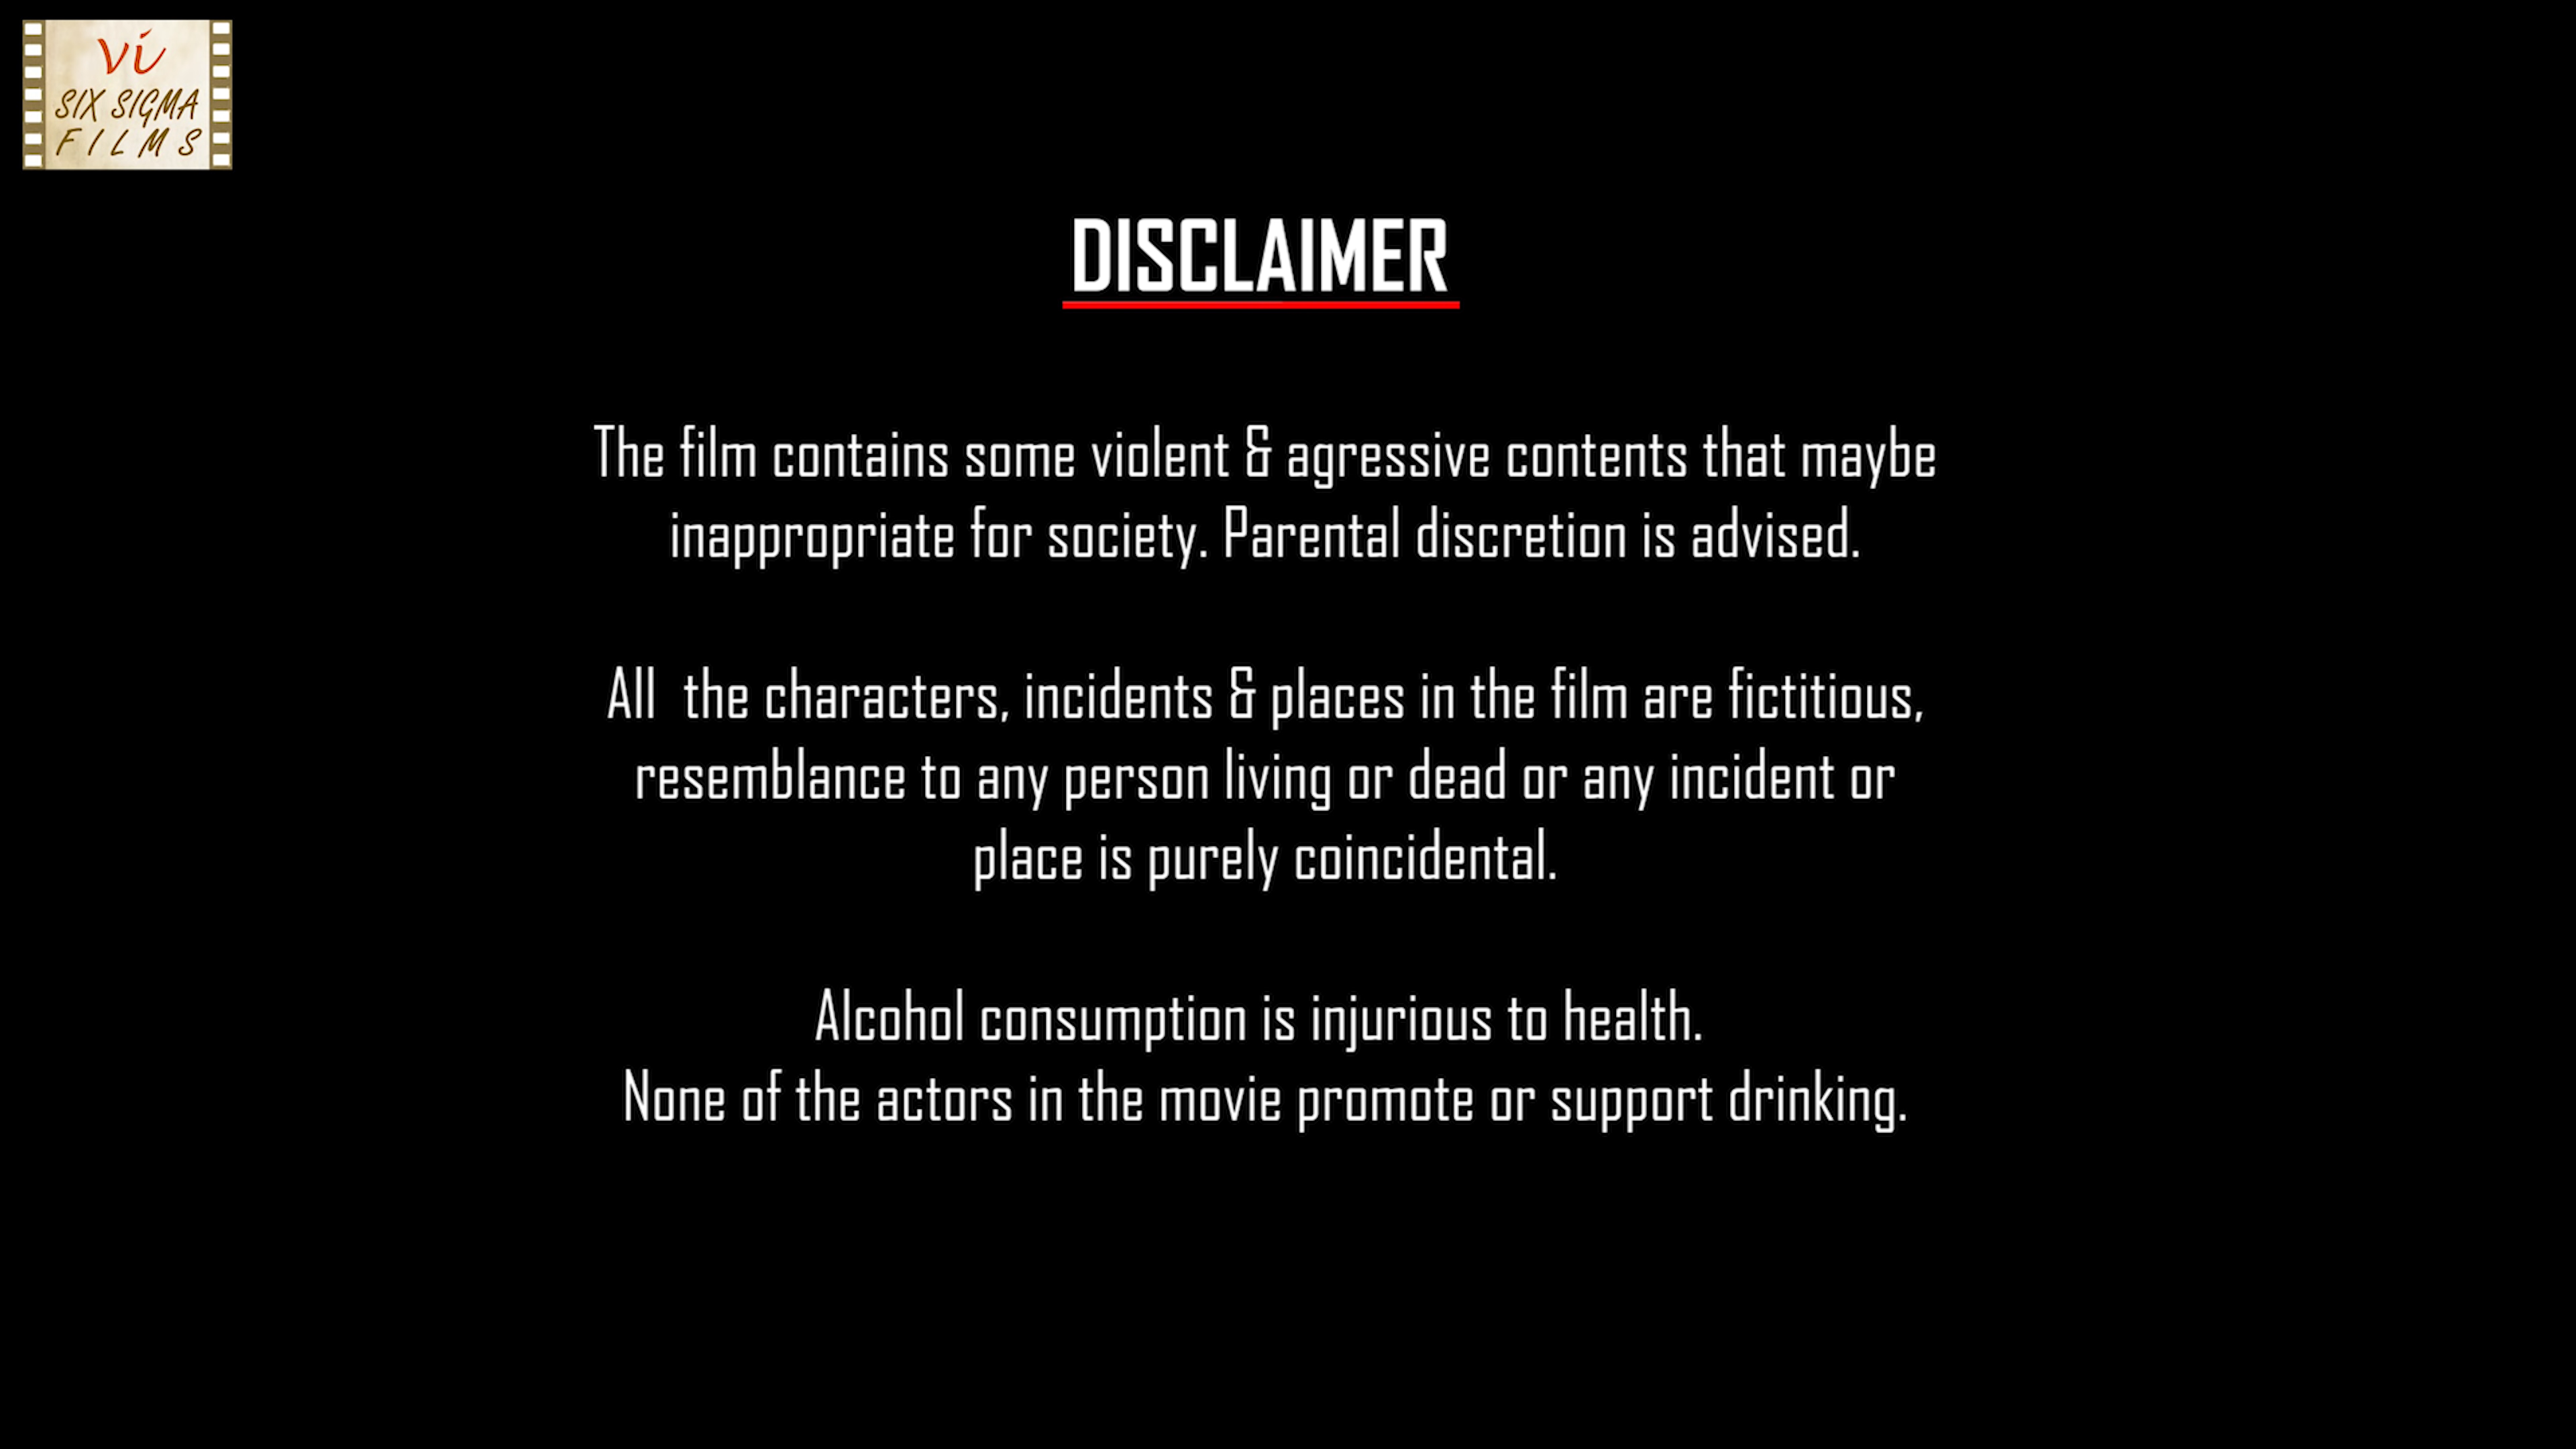 vi
SIX SIGMA
FILMS
DISCLAIMER
The film contains some violent & agressive contents that maybe
inappropriate for society. Parental discretion is advised.
All  the characters, incidents & places in the film are fictitious,
resemblance to any person living or dead or any incident or
place is purely coincidental.
Alcohol consumption is injurious to health.
None of the actors in the movie promote or support drinking.